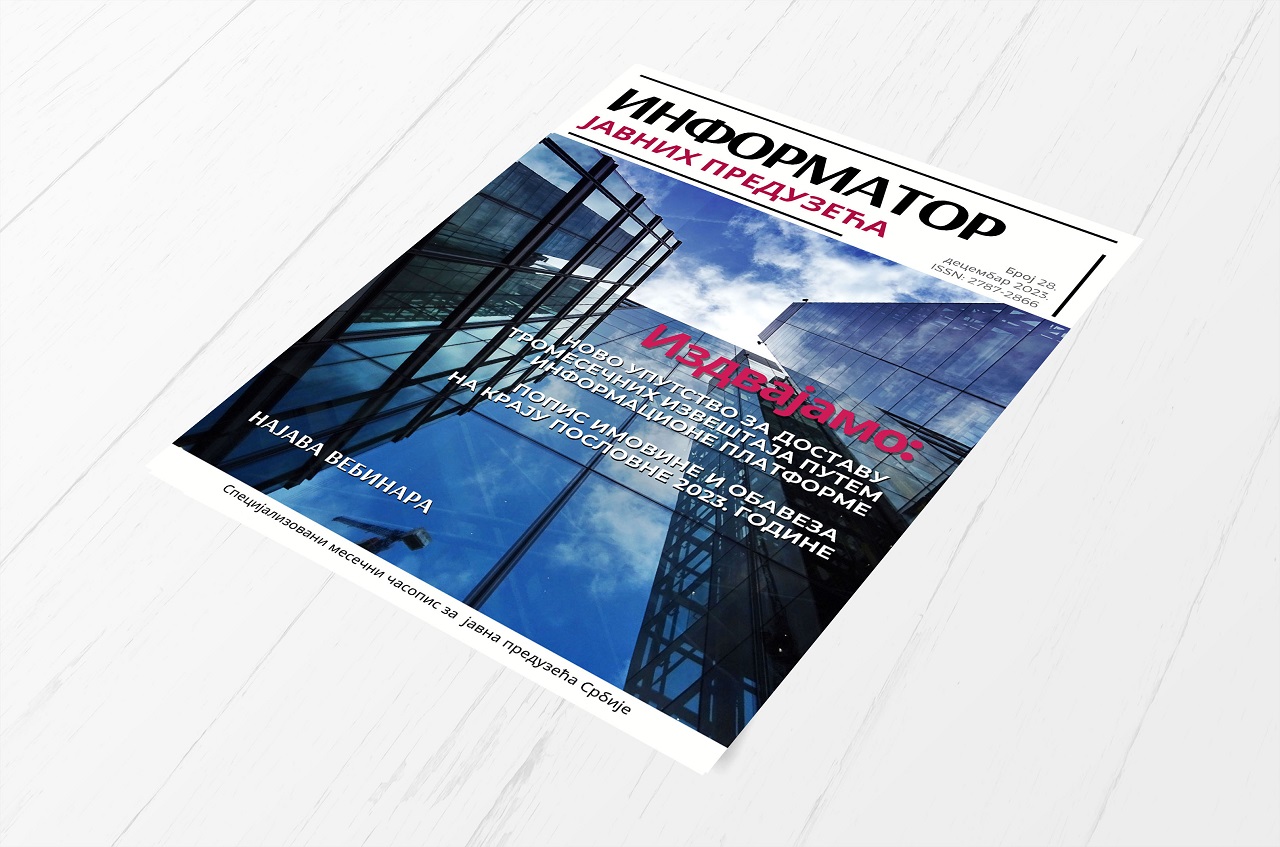 ИНФОРМАТОР
ЈАВНИХ ПРЕДУЗЕЋА
Број 28.
децембар 2023.
ISSN: 2787-2866
Издвајамо:
НОВО УПУТСТВО ЗА ДОСТАВУ
ТРОМЕСЕЧНИХ ИЗВЕШТАЈА ПУТЕМ
ИНФОРМАЦИОНЕ ПЛАТФОРМЕ
ПОПИС ИМОВИНЕ И ОБАВЕЗА
НА КРАЈУ ПОСЛОВНЕ 2023. ГОДИНЕ
НАЈАВА ВЕБИНАРА
Специјализовани месечни часопис за јавна предузећа Србије